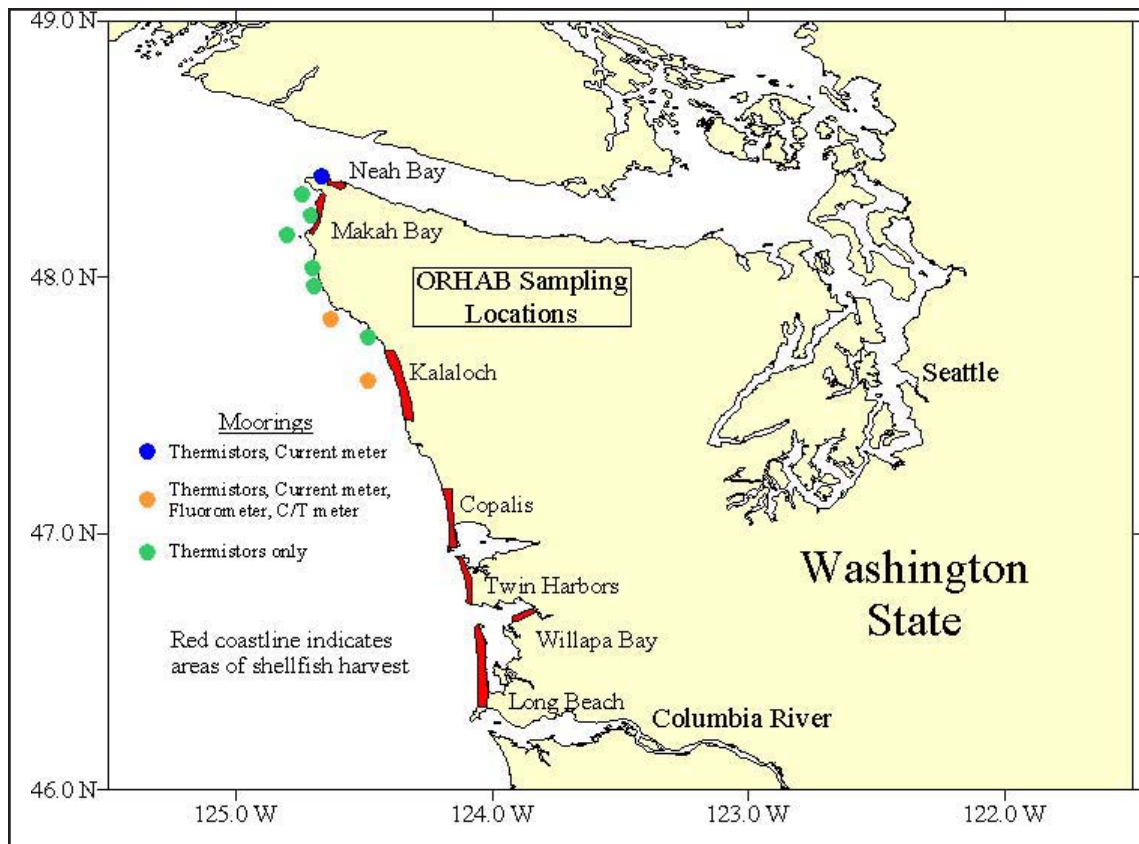 49.0 N
Neah Bay
Makah Bay
48.0 N
ORHAB Sampling
Locations
Kalaloch
Seattle
Moorings
Thermistors, Current meter
Thermistors, Current meter,
Fluorometer, C/T meter
Thermistors only
Copalis
47.0 N
Washington
State
Twin Harbors
Willapa Bay
Red coastline indicates
areas of shellfish harvest
Long Beach
Columbia River
46.0 N
125.0 W
124.0 W
123.0 W
122.0 W